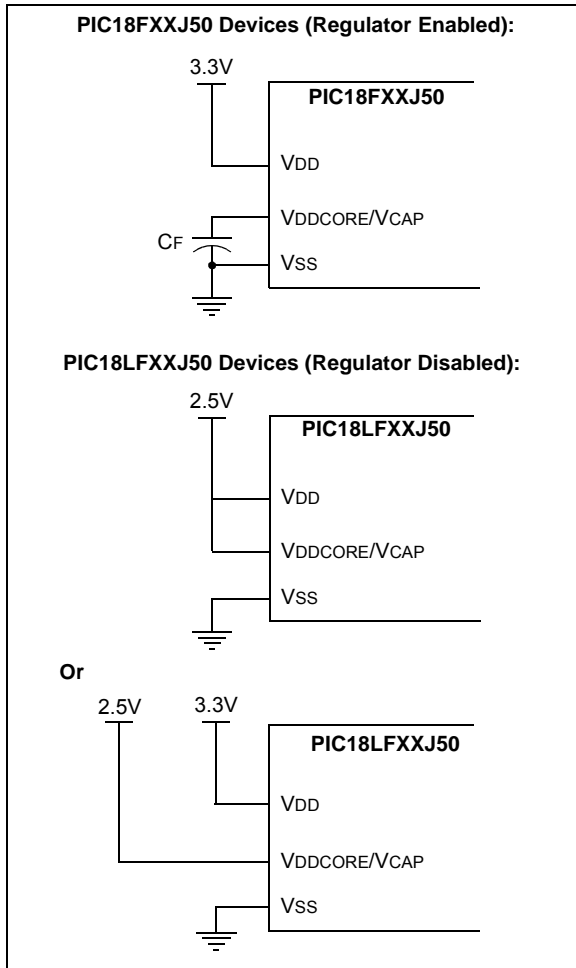 PIC18FXXJ50 Devices (Regulator Enabled):
3.3V
PIC18FXXJ50
VDD
VDDCORE/VCAP
CF
VSS
PIC18LFXXJ50 Devices (Regulator Disabled):
2.5V
PIC18LFXXJ50
VDD
VDDCORE/VCAP
VSS
Or
2.5V 3.3V
PIC18LFXXJ50
VDD
VDDCORE/VCAP
VSS